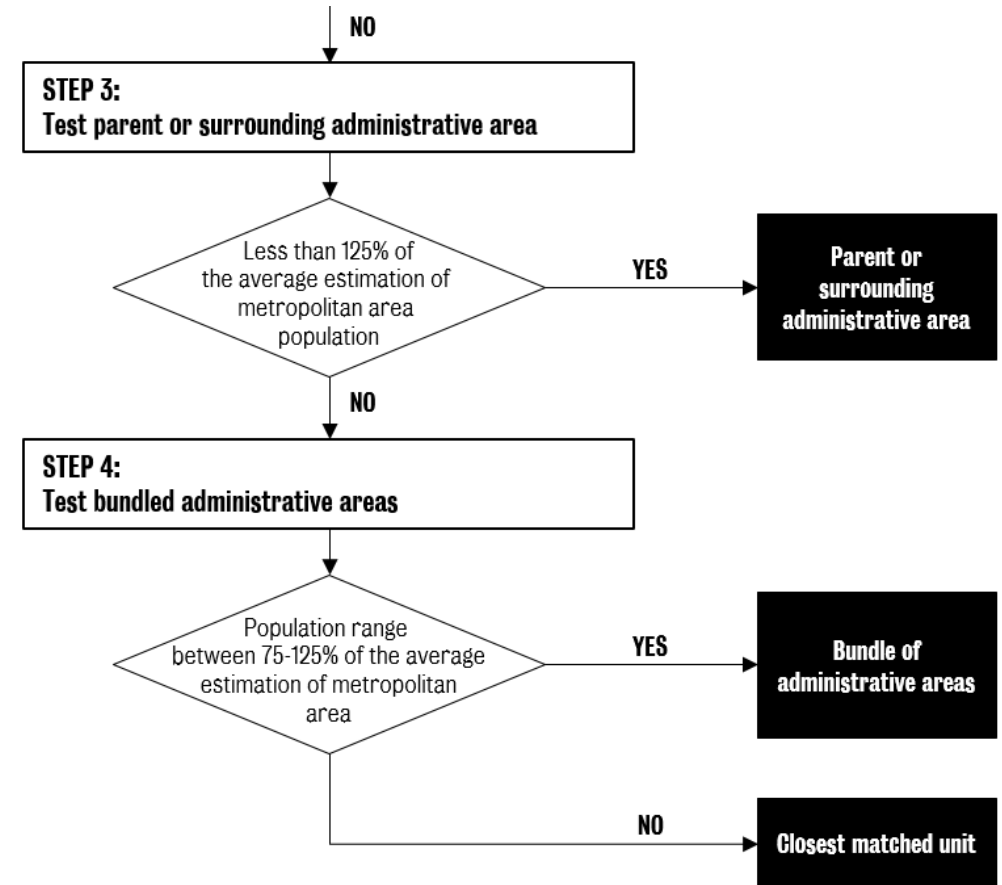 NO
STEP 3:
Test parent or surrounding administrative area
Less than 125% of
the average estimation of
metropolitan area
population
YES
Parent or
surrounding
administrative area
NO
STEP 4:
Test bundled administrative areas
Population range
between 75-125% of the average
estimation of metropolitan
area
YES
Bundle of
administrative areas
NO
Closest matched unit